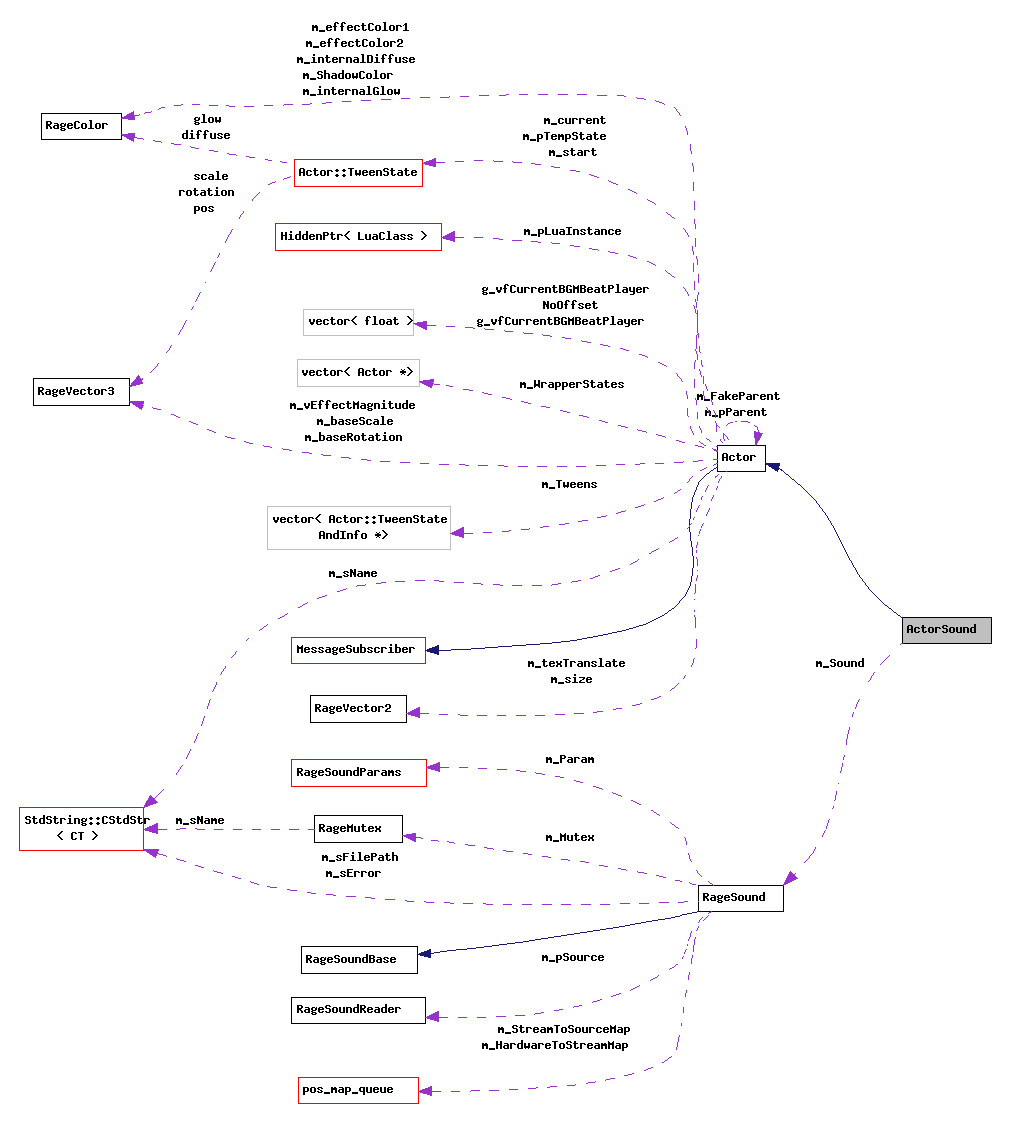 m_effectColor1
m_effectColor2
m_internalDiffuse
m_ShadowColor
m_internalGlow
RageColor
glow
diffuse
m_current
m_pTempState
m_start
Actor::TweenState
scale
rotation
pos
HiddenPtr< LuaClass >
m_pLuaInstance
g_vfCurrentBGMBeatPlayer
NoOffset
g_vfCurrentBGMBeatPlayer
vector< float >
vector< Actor *>
m_WrapperStates
RageVector3
m_vEffectMagnitude
m_baseScale
m_baseRotation
m_FakeParent
m_pParent
Actor
m_Tweens
vector< Actor::TweenState
AndInfo *>
m_sName
ActorSound
MessageSubscriber
m_texTranslate
m_size
m_Sound
RageVector2
m_Param
RageSoundParams
StdString::CStdStr
< CT >
m_sName
RageMutex
m_Mutex
m_sFilePath
m_sError
RageSound
RageSoundBase
m_pSource
RageSoundReader
m_StreamToSourceMap
m_HardwareToStreamMap
pos_map_queue